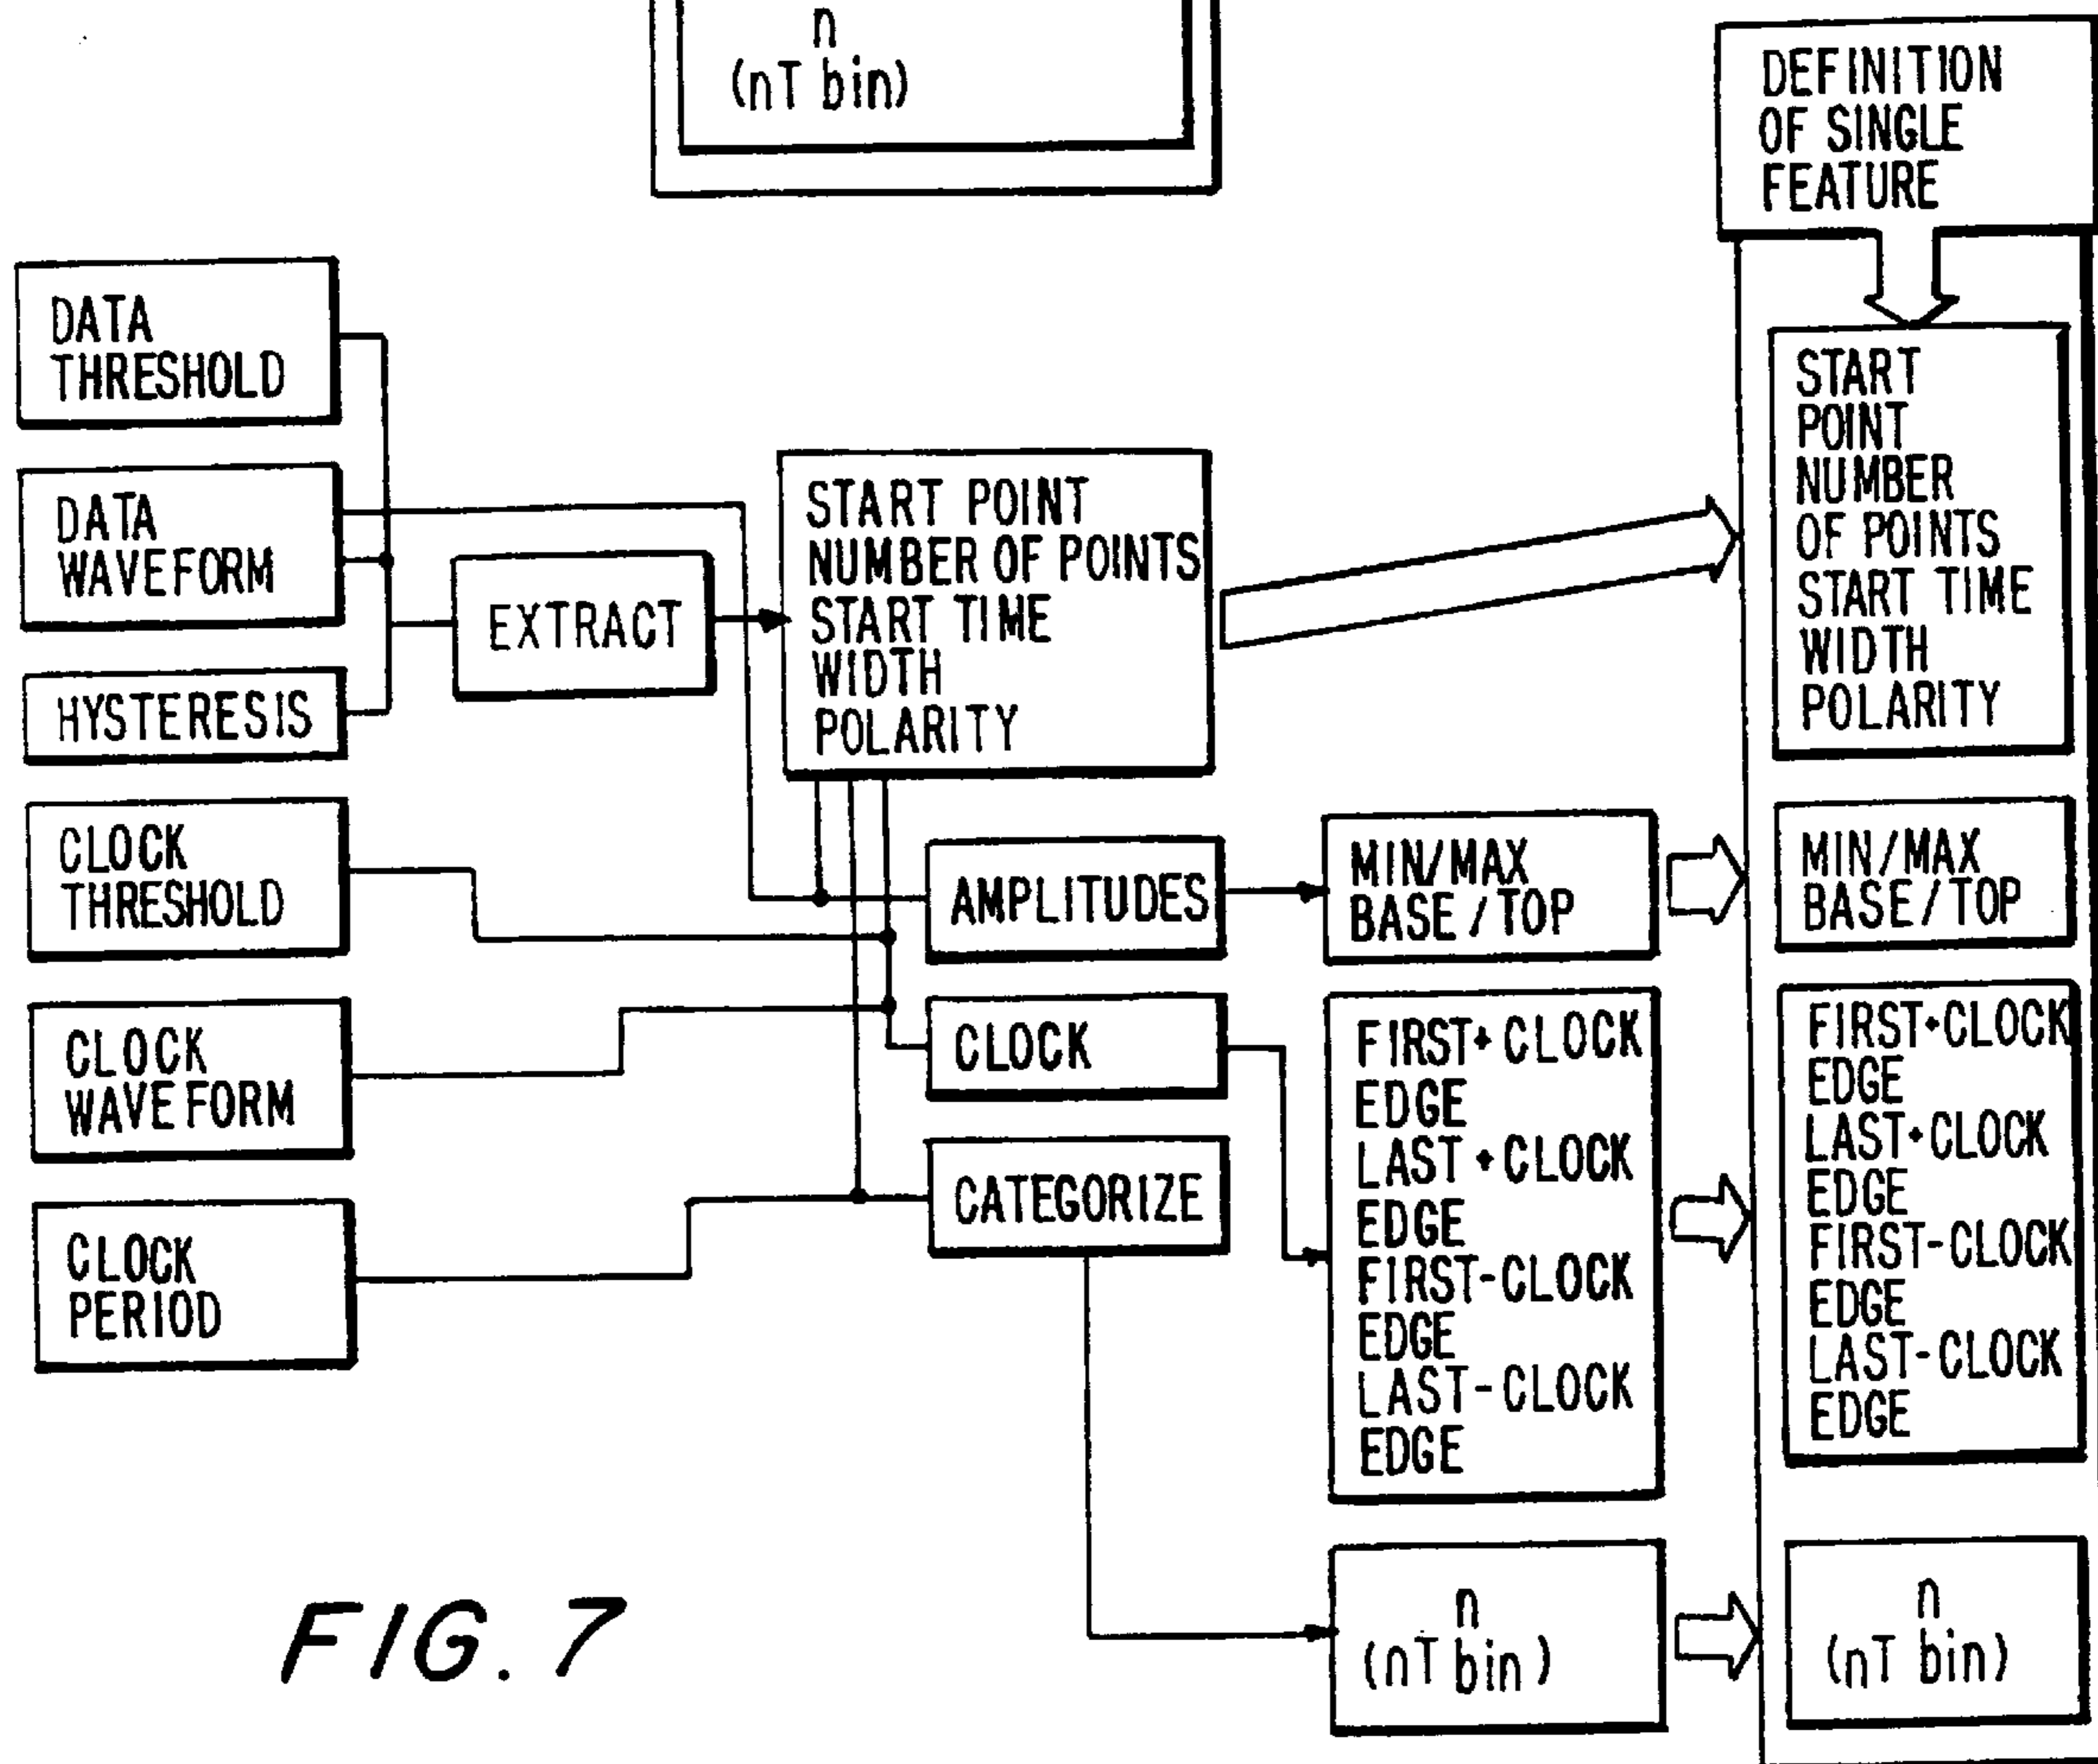 n
(nT bin)
DEFINITION
OF SINGLE
FEATURE
DATA
THRESHOLD
DATA
WAVEFORM
HYSTERESIS
CLOCK
THRESHOLD
CLOCK
WAVEFORM
CLOCK
PERIOD
EXTRACT
START POINT
NUMBER OF POINTS
START TIME
WIDTH
POLARITY
AMPLITUDES
CLOCK
CATEGORIZE
MIN/MAX
BASE/TOP
FIRST+CLOCK
EDGE
LAST+CLOCK
EDGE
FIRST-CLOCK
EDGE
LAST-CLOCK
EDGE
n
(nT bin)
START
POINT
NUMBER
OF POINTS
START TIME
WIDTH
POLARITY
MIN/MAX
BASE/TOP
FIRST+CLOCK
EDGE
LAST+CLOCK
EDGE
FIRST-CLOCK
EDGE
LAST-CLOCK
EDGE
n
(nT bin)
FIG. 7